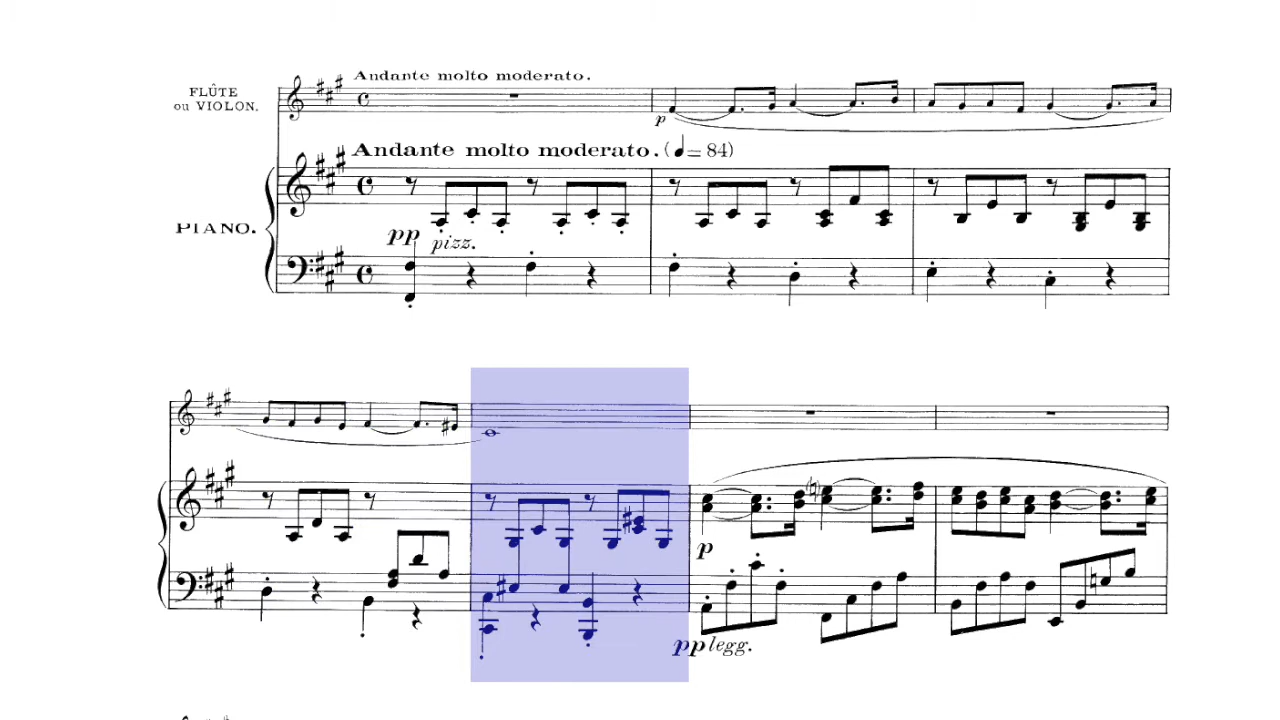 Andante molto moderato.
FLÛTE
ou VIOLON.
p
Andante molto moderato. (♩= 84)
PIANO.
pp pizz.
p
pp legg.